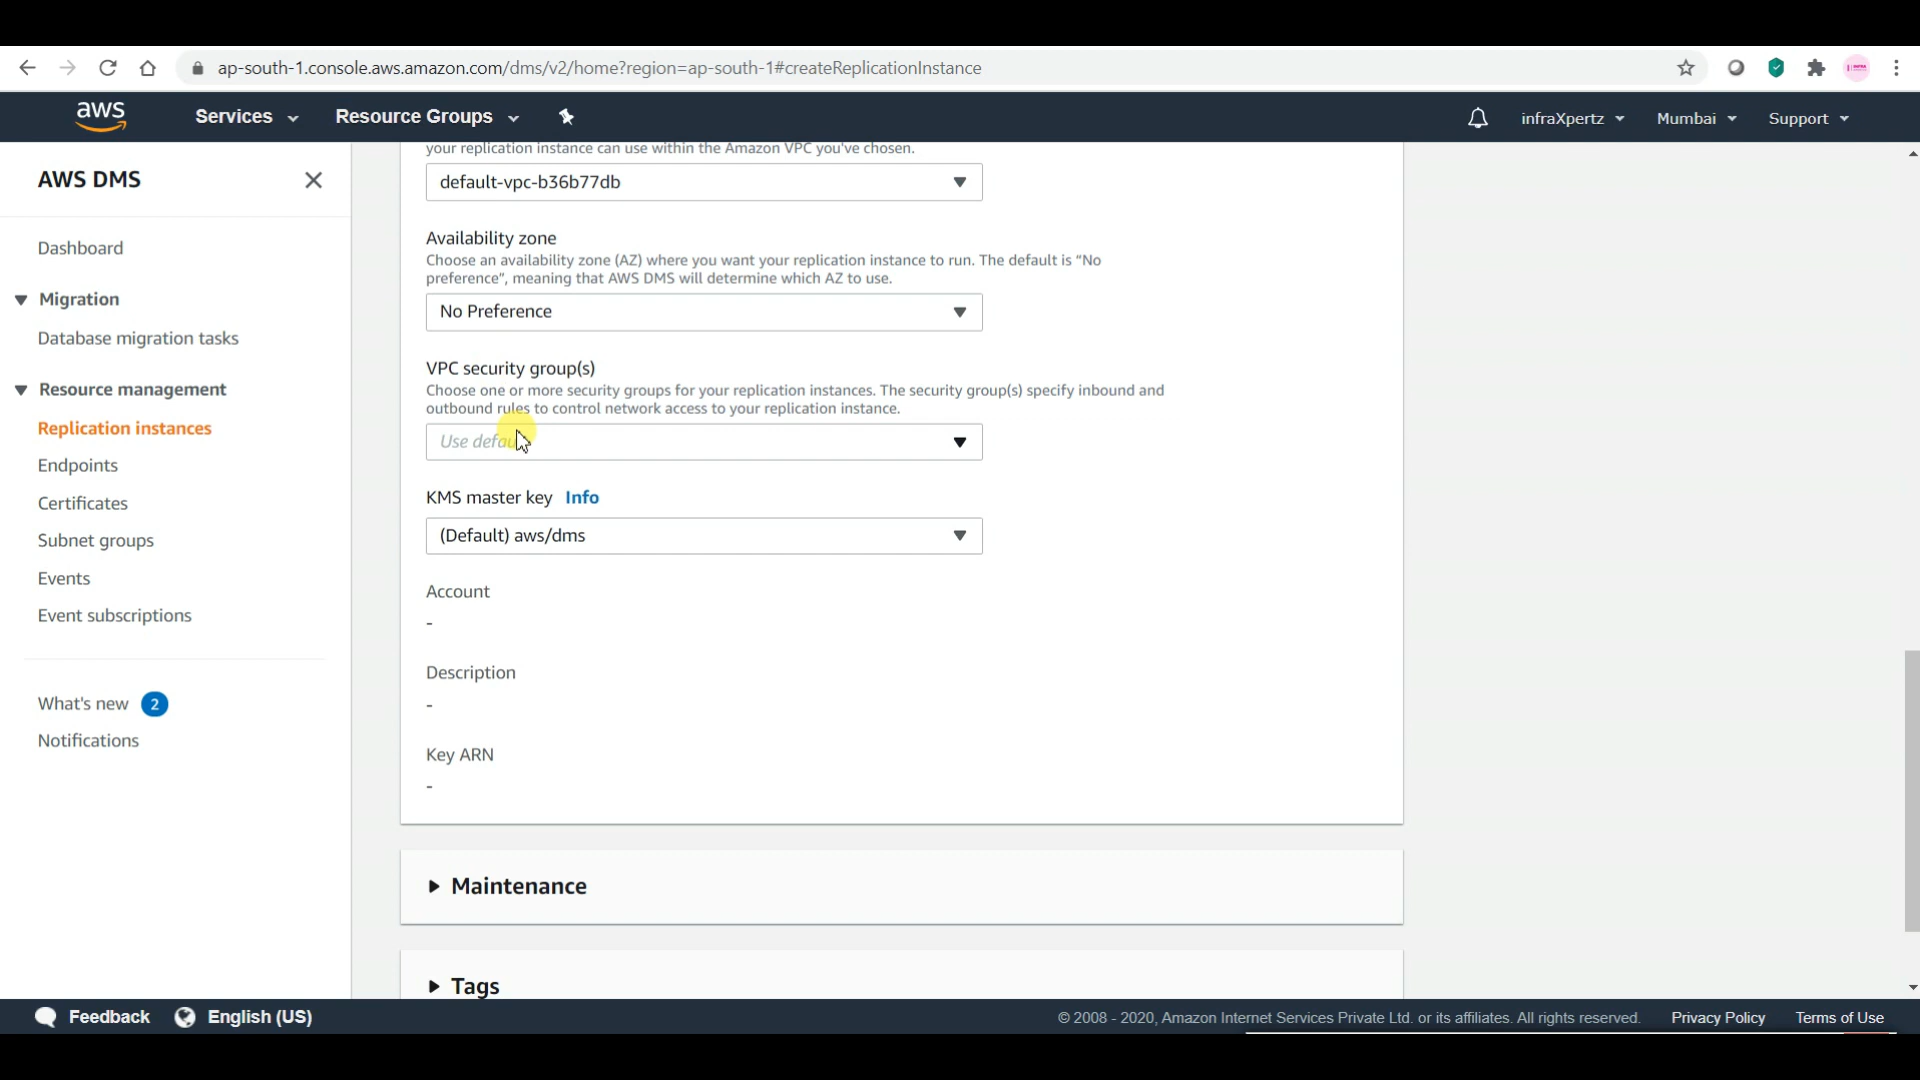 ap-south-1.console.aws.amazon.com/dms/v2/home?region=ap-south-1#createReplicationInstance
aws
Services
Resource Groups
infraXpertz
Mumbai
Support
AWS DMS
Dashboard
Migration
Database migration tasks
Resource management
Replication instances
Endpoints
Certificates
Subnet groups
Events
Event subscriptions
What's new 2
Notifications
your replication instance can use within the Amazon VPC you've chosen.
default-vpc-b36b77db
Availability zone
Choose an availability zone (AZ) where you want your replication instance to run. The default is “No
preference”, meaning that AWS DMS will determine which AZ to use.
No Preference
VPC security group(s)
Choose one or more security groups for your replication instances. The security group(s) specify inbound and
outbound rules to control network access to your replication instance.
Use default
KMS master key Info
(Default) aws/dms
Account
-
Description
-
Key ARN
-
Maintenance
Tags
Feedback
English (US)
© 2008 - 2020, Amazon Internet Services Private Ltd. or its affiliates. All rights reserved.
Privacy Policy
Terms of Use